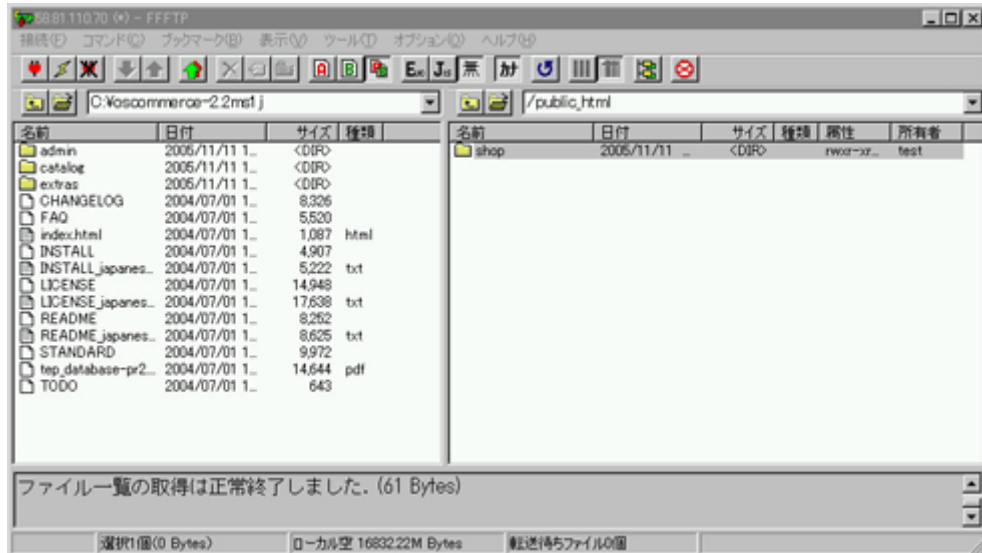 58.81.110.70 (*) - FFFTP
接続(F) コマンド(C) ブックマーク(B) 表示(V) ツール(T) オプション(O) ヘルプ(H)
A B Euc Jis 無 カナ
C:¥oscommerce-2.2ms1j /public_html
名前 日付 サイズ 種類 名前 日付 サイズ 種類 属性 所有者
admin 2005/11/11 1... <DIR> shop 2005/11/11 ... <DIR> rwxr-xr... test
catalog 2005/11/11 1... <DIR>
extras 2005/11/11 1... <DIR>
CHANGELOG 2004/07/01 1... 8,326
FAQ 2004/07/01 1... 5,520
index.html 2004/07/01 1... 1,087 html
INSTALL 2004/07/01 1... 4,907
INSTALL_japanes... 2004/07/01 1... 5,222 txt
LICENSE 2004/07/01 1... 14,948
LICENSE_japanes... 2004/07/01 1... 17,638 txt
README 2004/07/01 1... 8,252
README_japanes... 2004/07/01 1... 8,625 txt
STANDARD 2004/07/01 1... 9,972
tep_database-pr2... 2004/07/01 1... 14,644 pdf
TODO 2004/07/01 1... 643
ファイル一覧の取得は正常終了しました. (61 Bytes)
選択1個(0 Bytes) ローカル空 16832.22M Bytes 転送待ちファイル0個